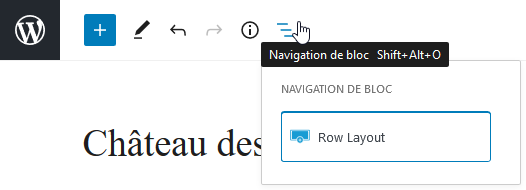 Navigation de bloc Shift+Alt+O
NAVIGATION DE BLOC
Row Layout
Château des